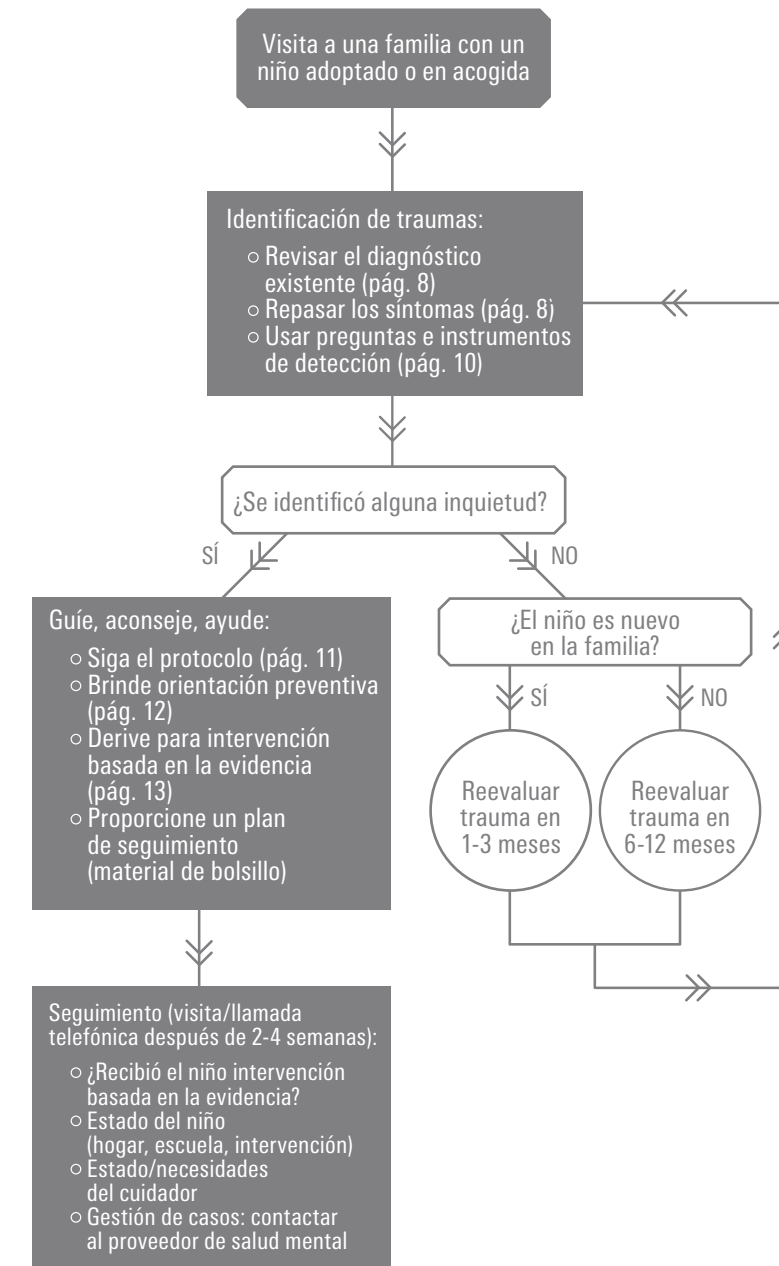 Visita a una familia con un
niño adoptado o en acogida
Identificación de traumas:
○ Revisar el diagnóstico
existente (pág. 8)
○ Repasar los síntomas (pág. 8)
○ Usar preguntas e instrumentos
de detección (pág. 10)
¿Se identificó alguna inquietud?
SÍ
NO
Guíe, aconseje, ayude:
○ Siga el protocolo (pág. 11)
○ Brinde orientación preventiva
(pág. 12)
○ Derive para intervención
basada en la evidencia
(pág. 13)
○ Proporcione un plan
de seguimiento
(material de bolsillo)
¿El niño es nuevo
en la familia?
SÍ
NO
Reevaluar
trauma en
1-3 meses
Reevaluar
trauma en
6-12 meses
Seguimiento (visita/llamada
telefónica después de 2-4 semanas):
○ ¿Recibió el niño intervención
basada en la evidencia?
○ Estado del niño
(hogar, escuela, intervención)
○ Estado/necesidades
del cuidador
○ Gestión de casos: contactar
al proveedor de salud mental